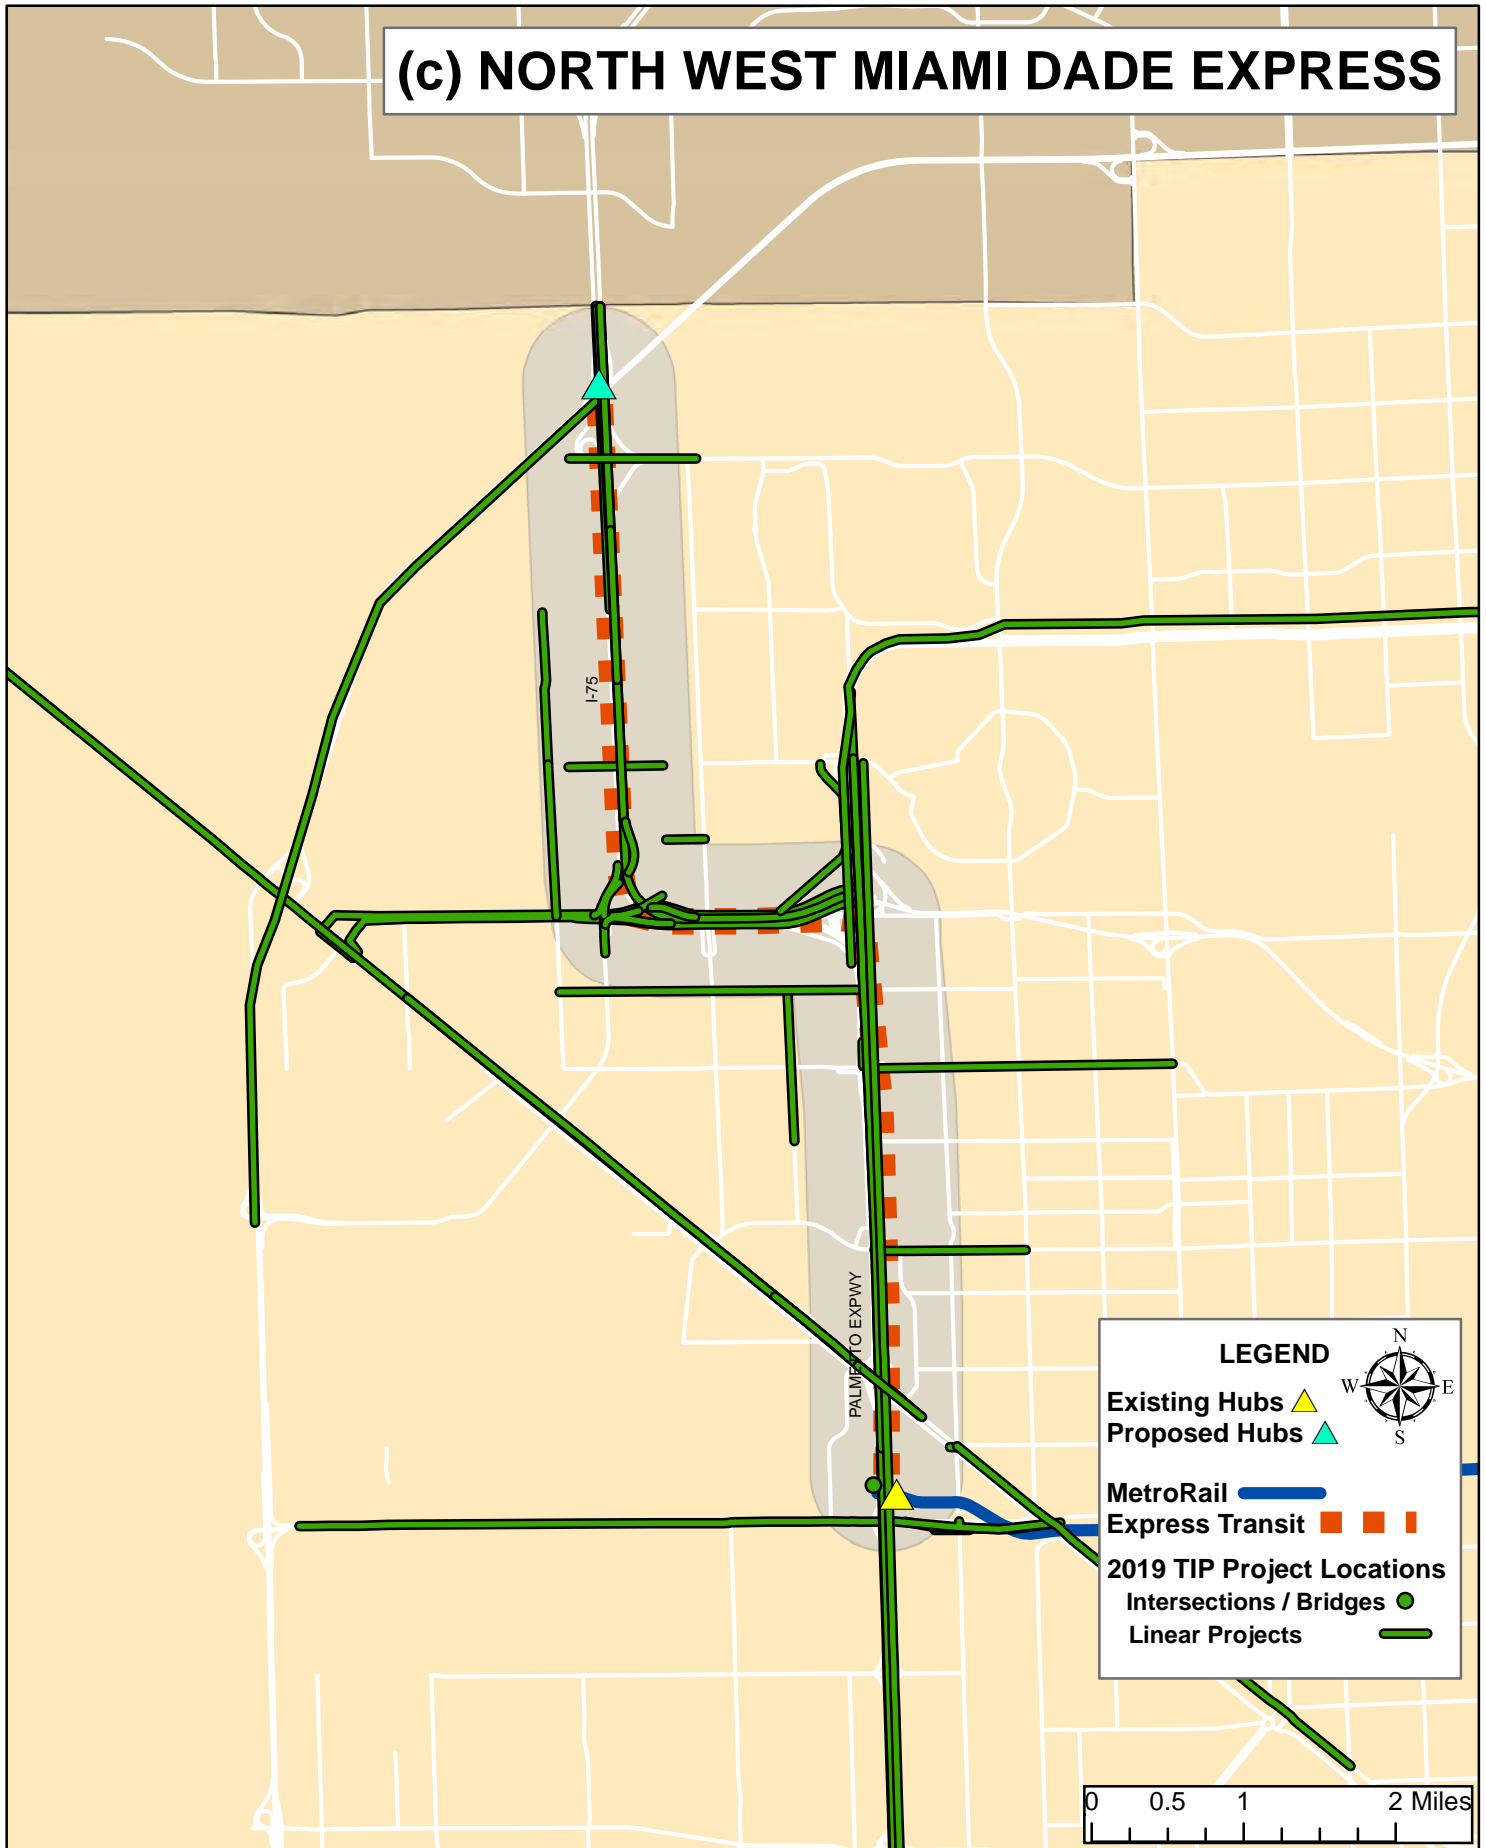 (c) NORTH WEST MIAMI DADE EXPRESS
I-75
PALMETTO EXPWY
LEGEND
N
W E
S
Existing Hubs
Proposed Hubs
MetroRail
Express Transit
2019 TIP Project Locations
Intersections / Bridges
Linear Projects
0 0.5 1 2 Miles